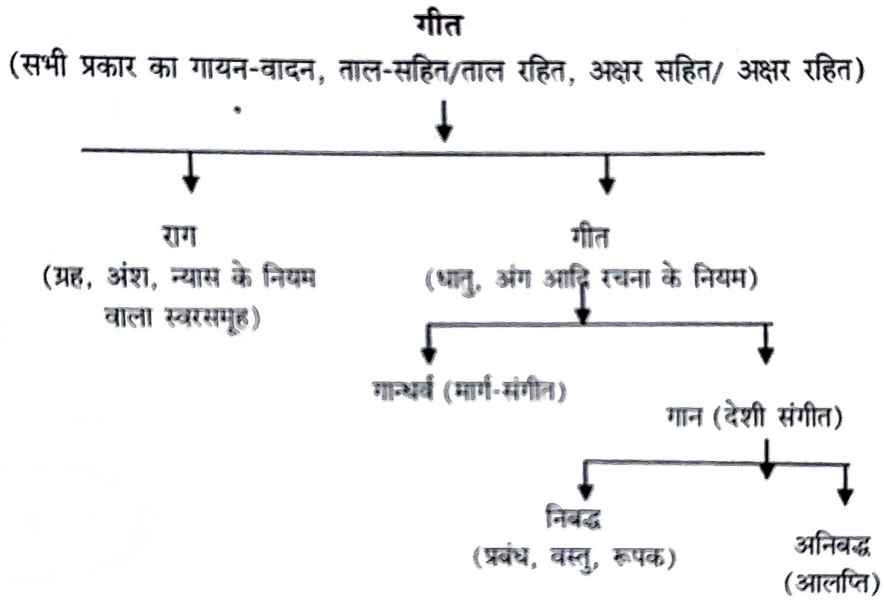 गीत
(सभी प्रकार का गायन-वादन, ताल-सहित/ताल रहित, अक्षर सहित/ अक्षर रहित)
राग
(ग्रह, अंश, न्यास के नियम
वाला स्वरसमूह)
गीत
(धातु, अंग आदि रचना के नियम)
गान्धर्व (मार्ग-संगीत)
गान (देशी संगीत)
निबद्ध
(प्रबंध, वस्तु, रूपक)
अनिबद्ध
(आलप्ति)